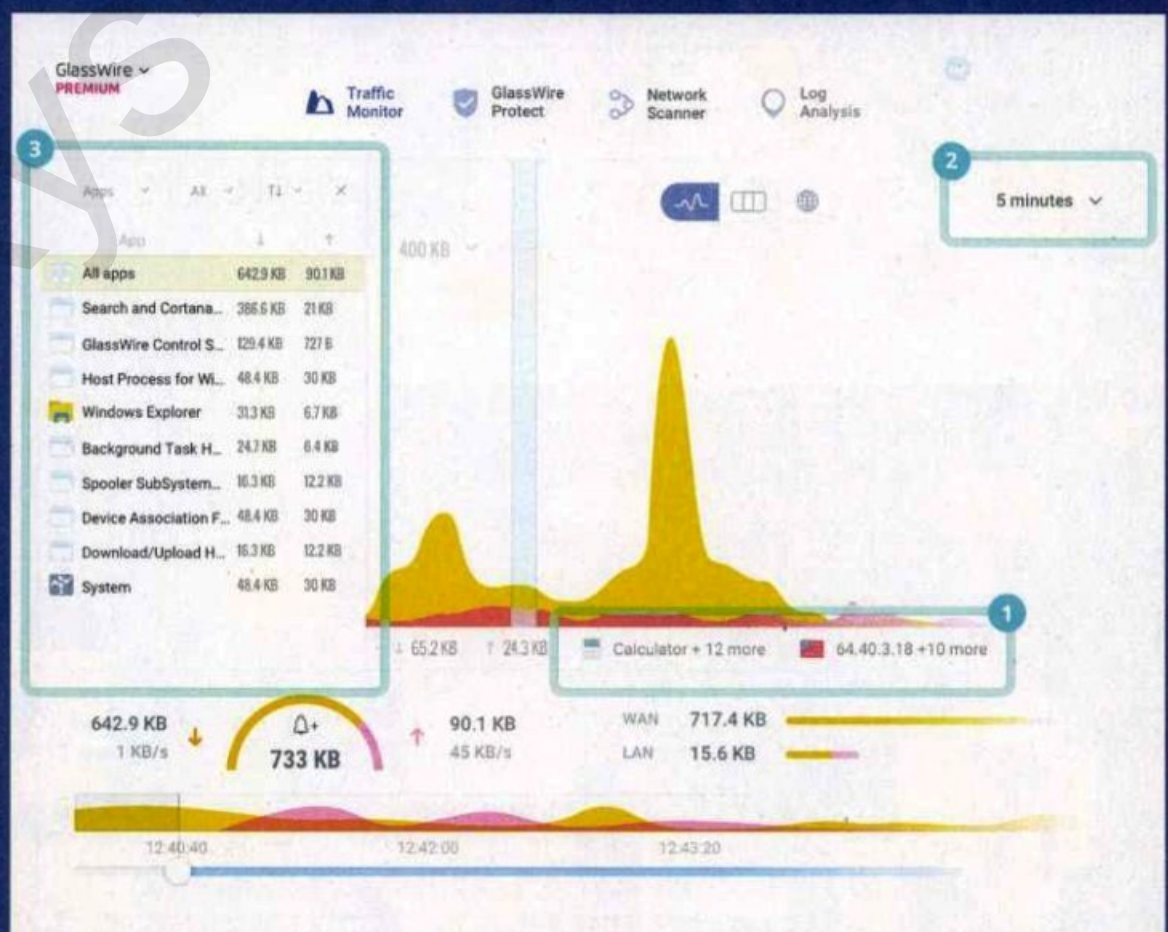 GlassWire
PREMIUM
Traffic
Monitor
GlassWire
Protect
Network
Scanner
Log
Analysis
3
2
Apps All
5 minutes
App ↓ ↑
400 KB
All apps 642.9 KB 90.1 KB
Search and Cortana... 386.6 KB 21 KB
GlassWire Control S... 129.4 KB 727 B
Host Process for Wi... 48.4 KB 30 KB
Windows Explorer 31.3 KB 6.7 KB
Background Task H... 24.7 KB 6.4 KB
Spooler SubSystem... 16.3 KB 12.2 KB
Device Association F... 48.4 KB 30 KB
Download/Upload H... 16.3 KB 12.2 KB
System 48.4 KB 30 KB
1
↓ 65.2 KB ↑ 24.3 KB Calculator + 12 more 64.40.3.18 +10 more
642.9 KB
1 KB/s
733 KB
90.1 KB
45 KB/s
WAN 717.4 KB
LAN 15.6 KB
12:40:40 12:42:00 12:43:20